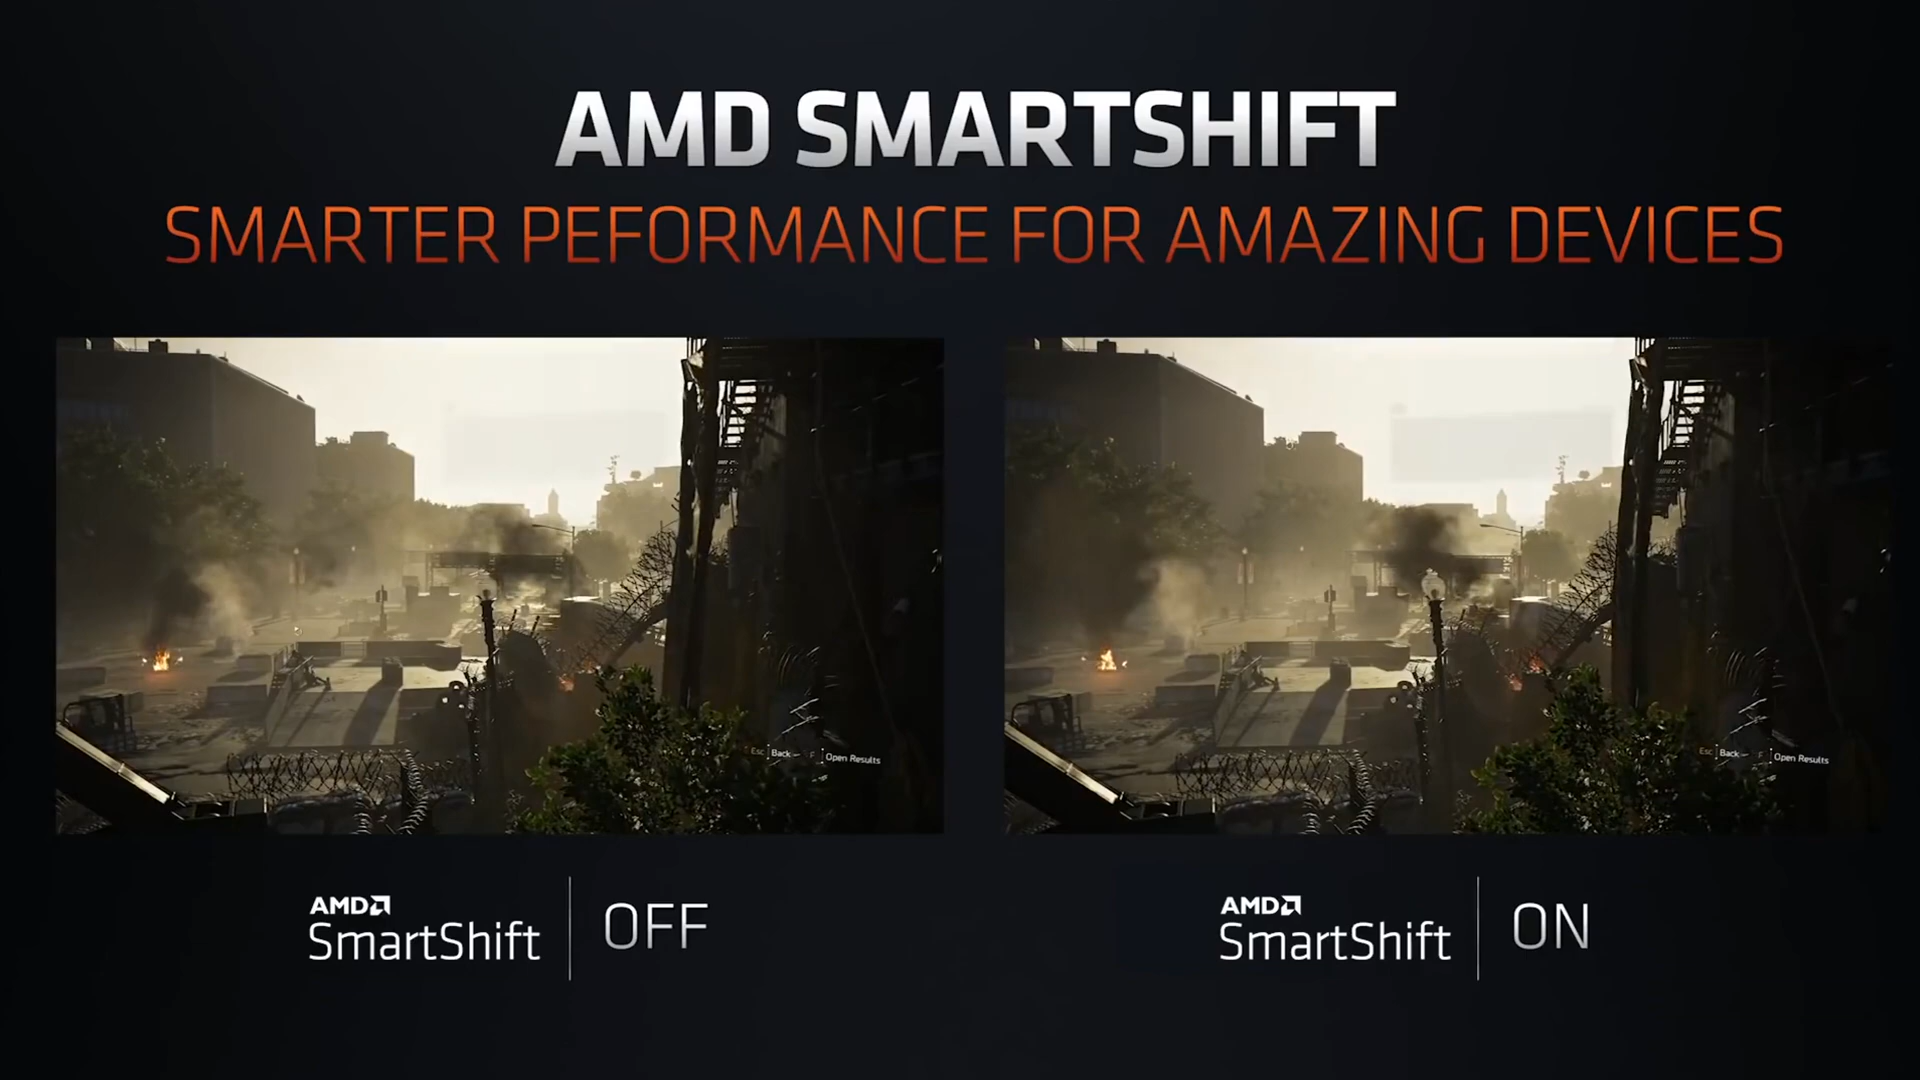 AMD SMARTSHIFT
SMARTER PEFORMANCE FOR AMAZING DEVICES
Esc Back F Open Results
Esc Back F Open Results
AMD
SmartShift OFF
AMD
SmartShift ON